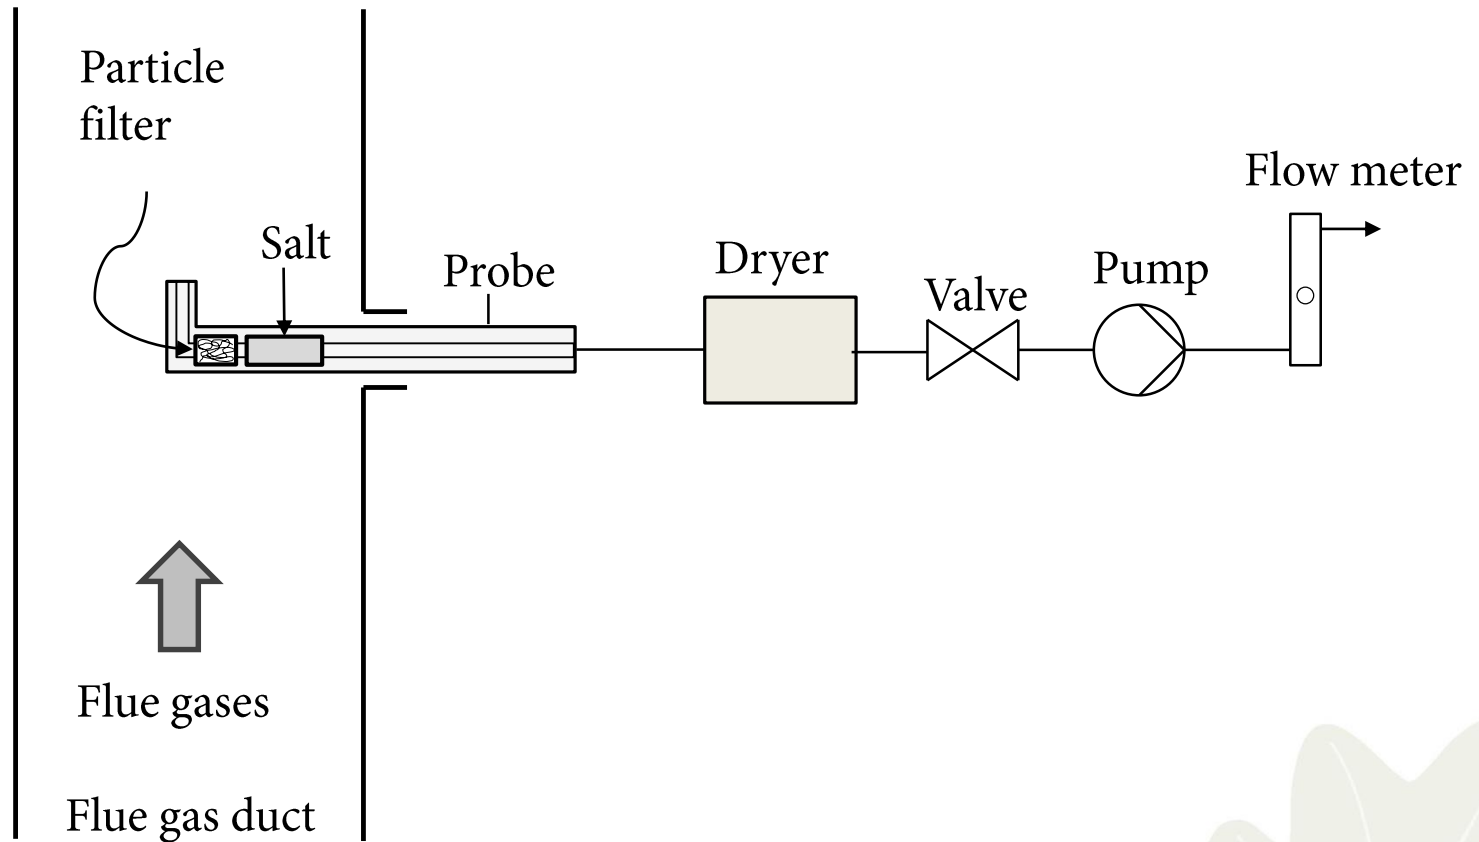 Particle
filter
Salt
Probe
Dryer
Valve
Pump
Flow meter
Flue gases
Flue gas duct